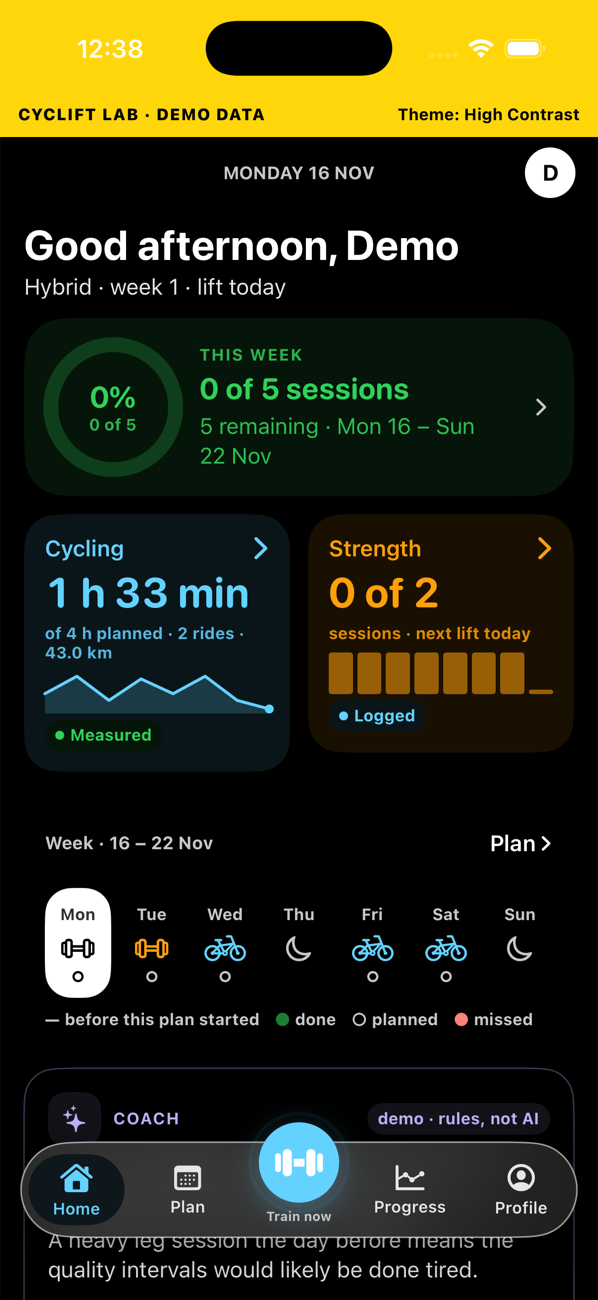 12:38
CYCLIFT LAB · DEMO DATA
Theme: High Contrast
MONDAY 16 NOV
D
Good afternoon, Demo
Hybrid · week 1 · lift today
THIS WEEK
0%
0 of 5
0 of 5 sessions
5 remaining · Mon 16 – Sun
22 Nov
Cycling
1 h 33 min
of 4 h planned · 2 rides ·
43.0 km
Measured
Strength
0 of 2
sessions · next lift today
Logged
Week · 16 – 22 Nov
Plan
Mon Tue Wed Thu Fri Sat Sun
— before this plan started done planned missed
COACH
demo · rules, not AI
Home
Plan
Train now
Progress
Profile
A heavy leg session the day before means the
quality intervals would likely be done tired.